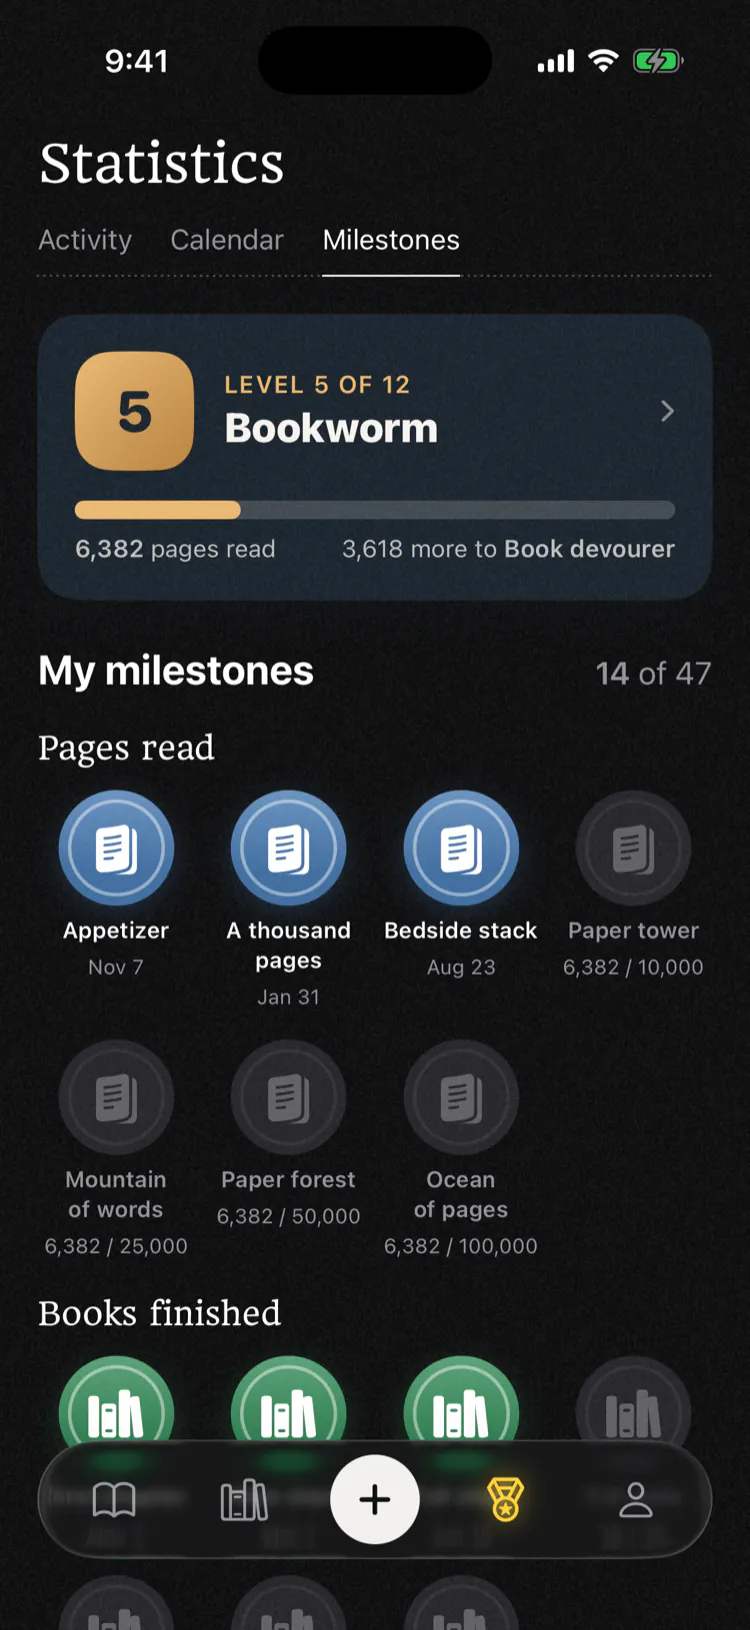 9:41
Statistics
Activity Calendar Milestones
5
LEVEL 5 OF 12
Bookworm
6,382 pages read 3,618 more to Book devourer
My milestones 14 of 47
Pages read
Appetizer
Nov 7
A thousand
pages
Jan 31
Bedside stack
Aug 23
Paper tower
6,382 / 10,000
Mountain
of words
6,382 / 25,000
Paper forest
6,382 / 50,000
Ocean
of pages
6,382 / 100,000
Books finished